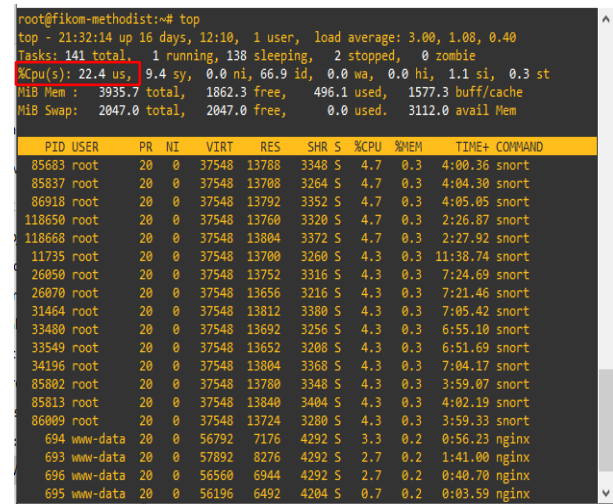 root@fikom-methodist:~# top
top - 21:32:14 up 16 days, 12:10,  1 user,  load average: 3.00, 1.08, 0.40
Tasks: 141 total,   1 running, 138 sleeping,   2 stopped,   0 zombie
%Cpu(s): 22.4 us,  9.4 sy,  0.0 ni, 66.9 id,  0.0 wa,  0.0 hi,  1.1 si,  0.3 st
MiB Mem :   3935.7 total,   1862.3 free,    496.1 used,   1577.3 buff/cache
MiB Swap:   2047.0 total,   2047.0 free,      0.0 used.   3112.0 avail Mem
PID USER      PR  NI    VIRT    RES    SHR S  %CPU  %MEM     TIME+ COMMAND
85683 root      20   0   37548  13788   3348 S   4.7   0.3   4:00.36 snort
85837 root      20   0   37548  13708   3264 S   4.7   0.3   4:04.30 snort
86918 root      20   0   37548  13792   3352 S   4.7   0.3   4:05.05 snort
118650 root      20   0   37548  13760   3320 S   4.7   0.3   2:26.87 snort
118668 root      20   0   37548  13804   3372 S   4.7   0.3   2:27.92 snort
11735 root      20   0   37548  13700   3260 S   4.3   0.3  11:38.74 snort
26050 root      20   0   37548  13752   3316 S   4.3   0.3   7:24.69 snort
26070 root      20   0   37548  13656   3216 S   4.3   0.3   7:21.46 snort
31464 root      20   0   37548  13812   3380 S   4.3   0.3   7:05.42 snort
33480 root      20   0   37548  13692   3256 S   4.3   0.3   6:55.10 snort
33549 root      20   0   37548  13652   3208 S   4.3   0.3   6:51.69 snort
34196 root      20   0   37548  13804   3368 S   4.3   0.3   7:04.17 snort
85802 root      20   0   37548  13780   3348 S   4.3   0.3   3:59.07 snort
85813 root      20   0   37548  13840   3404 S   4.3   0.3   4:02.19 snort
86009 root      20   0   37548  13724   3280 S   4.3   0.3   3:59.33 snort
694 www-data  20   0   56792   7176   4292 S   3.3   0.2   0:56.23 nginx
693 www-data  20   0   57892   8276   4292 S   2.7   0.2   1:41.00 nginx
696 www-data  20   0   56560   6944   4292 S   2.7   0.2   0:40.70 nginx
695 www-data  20   0   56196   6492   4204 S   0.7   0.2   0:03.59 nginx